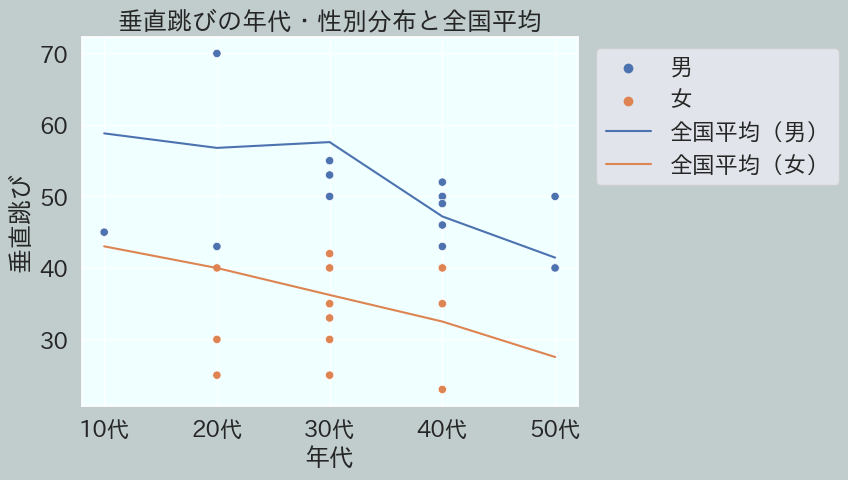 垂直跳びの年代・性別分布と全国平均
垂直跳び
70
60
50
40
30
10代 20代 30代 40代 50代
年代
男
女
全国平均（男）
全国平均（女）